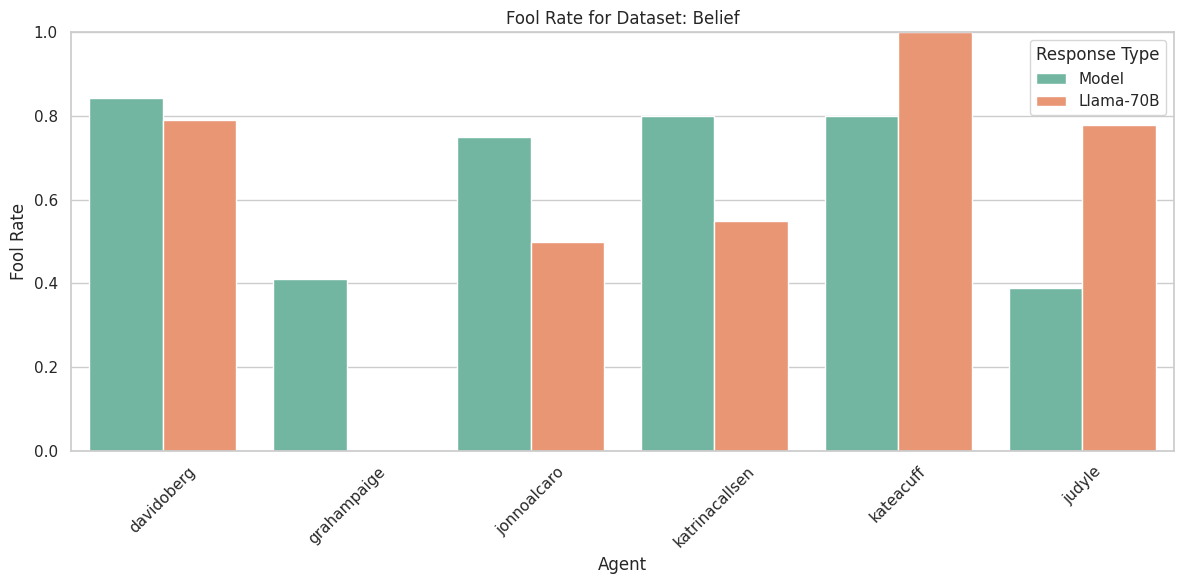 Fool Rate for Dataset: Belief
Response Type
Model
Llama-70B
Fool Rate
1.0
0.8
0.6
0.4
0.2
0.0
davidoberg
grahampaige
jonnoalcaro
katrinacallsen
kateacuff
judyle
Agent